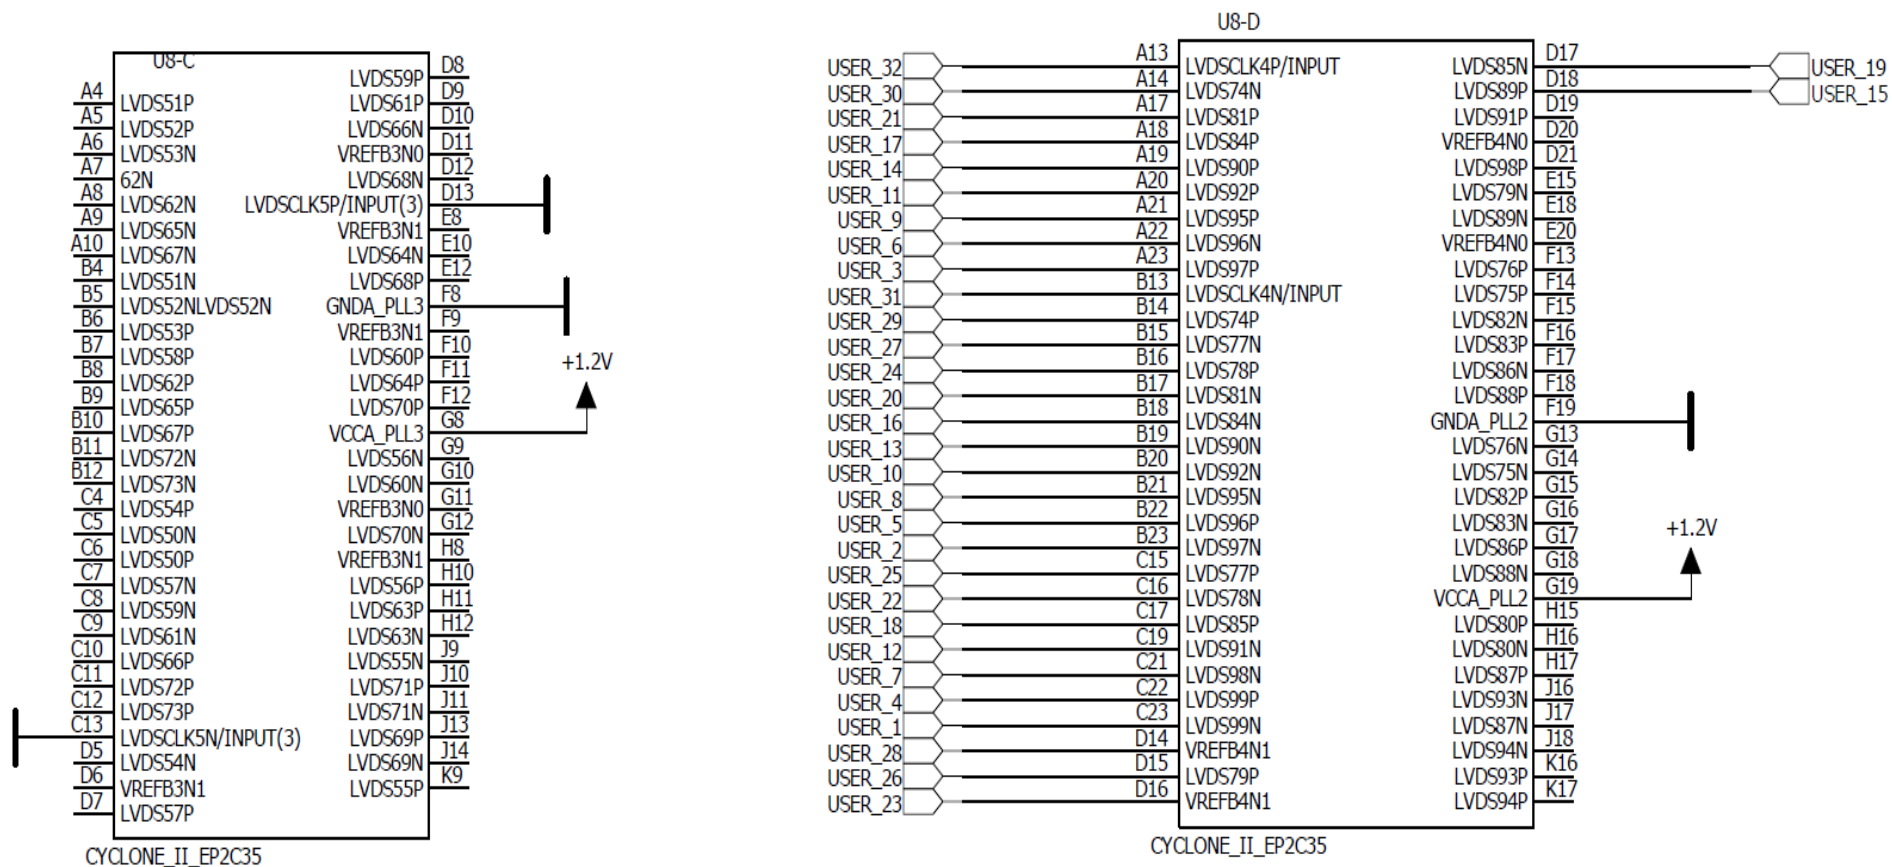 U8-C
A4 LVDS51P
A5 LVDS52P
A6 LVDS53N
A7 62N
A8 LVDS62N
A9 LVDS65N
A10 LVDS67N
B4 LVDS51N
B5 LVDS52NLVDS52N
B6 LVDS53P
B7 LVDS58P
B8 LVDS62P
B9 LVDS65P
B10 LVDS67P
B11 LVDS72N
B12 LVDS73N
C4 LVDS54P
C5 LVDS50N
C6 LVDS50P
C7 LVDS57N
C8 LVDS59N
C9 LVDS61N
C10 LVDS66P
C11 LVDS72P
C12 LVDS73P
C13 LVDSCLK5N/INPUT(3)
D5 LVDS54N
D6 VREFB3N1
D7 LVDS57P
LVDS59P D8
LVDS61P D9
LVDS66N D10
VREFB3N0 D11
LVDS68N D12
LVDSCLK5P/INPUT(3) D13
VREFB3N1 E8
LVDS64N E10
LVDS68P E12
GNDA_PLL3 F8
VREFB3N1 F9
LVDS60P F10
LVDS64P F11
LVDS70P F12
VCCA_PLL3 G8
+1.2V
LVDS56N G9
LVDS60N G10
VREFB3N0 G11
LVDS70N G12
VREFB3N1 H8
LVDS56P H10
LVDS63P H11
LVDS63N H12
LVDS55N J9
LVDS71P J10
LVDS71N J11
LVDS69P J13
LVDS69N J14
LVDS55P K9
CYCLONE_II_EP2C35
U8-D
USER_32 A13 LVDSCLK4P/INPUT
USER_30 A14 LVDS74N
USER_21 A17 LVDS81P
USER_17 A18 LVDS84P
USER_14 A19 LVDS90P
USER_11 A20 LVDS92P
USER_9 A21 LVDS95P
USER_6 A22 LVDS96N
USER_3 A23 LVDS97P
USER_31 B13 LVDSCLK4N/INPUT
USER_29 B14 LVDS74P
USER_27 B15 LVDS77N
USER_24 B16 LVDS78P
USER_20 B17 LVDS81N
USER_16 B18 LVDS84N
USER_13 B19 LVDS90N
USER_10 B20 LVDS92N
USER_8 B21 LVDS95N
USER_5 B22 LVDS96P
USER_2 B23 LVDS97N
USER_25 C15 LVDS77P
USER_22 C16 LVDS78N
USER_18 C17 LVDS85P
USER_12 C19 LVDS91N
USER_7 C21 LVDS98N
USER_4 C22 LVDS99P
USER_1 C23 LVDS99N
USER_28 D14 VREFB4N1
USER_26 D15 LVDS79P
USER_23 D16 VREFB4N1
LVDS85N D17 USER_19
LVDS89P D18 USER_15
LVDS91P D19
VREFB4N0 D20
LVDS98P D21
LVDS79N E15
LVDS89N E18
VREFB4N0 E20
LVDS76P F13
LVDS75P F14
LVDS82N F15
LVDS83P F16
LVDS86N F17
LVDS88P F18
GNDA_PLL2 F19
LVDS76N G13
LVDS75N G14
LVDS82P G15
LVDS83N G16
LVDS86P G17
LVDS88N G18
VCCA_PLL2 G19
+1.2V
LVDS80P H15
LVDS80N H16
LVDS87P H17
LVDS93N J16
LVDS87N J17
LVDS94N J18
LVDS93P K16
LVDS94P K17
CYCLONE_II_EP2C35